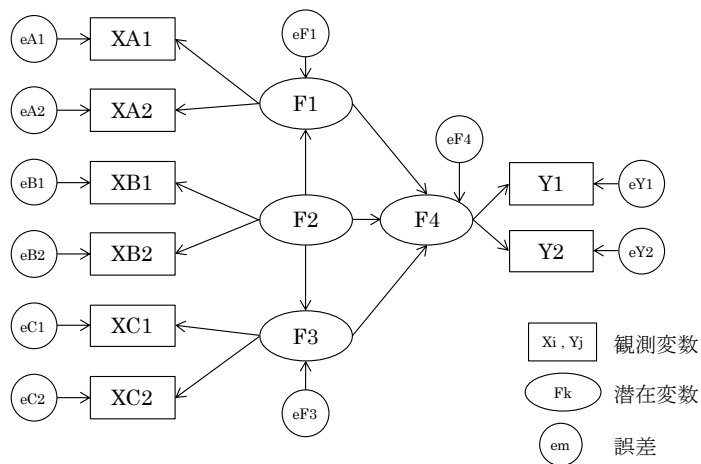 eA1
XA1
eF1
F1
eA2
XA2
eF4
eB1
XB1
Y1
eY1
F2
F4
eB2
XB2
Y2
eY2
eC1
XC1
F3
Xi , Yj
観測変数
eC2
XC2
Fk
潜在変数
eF3
em
誤差